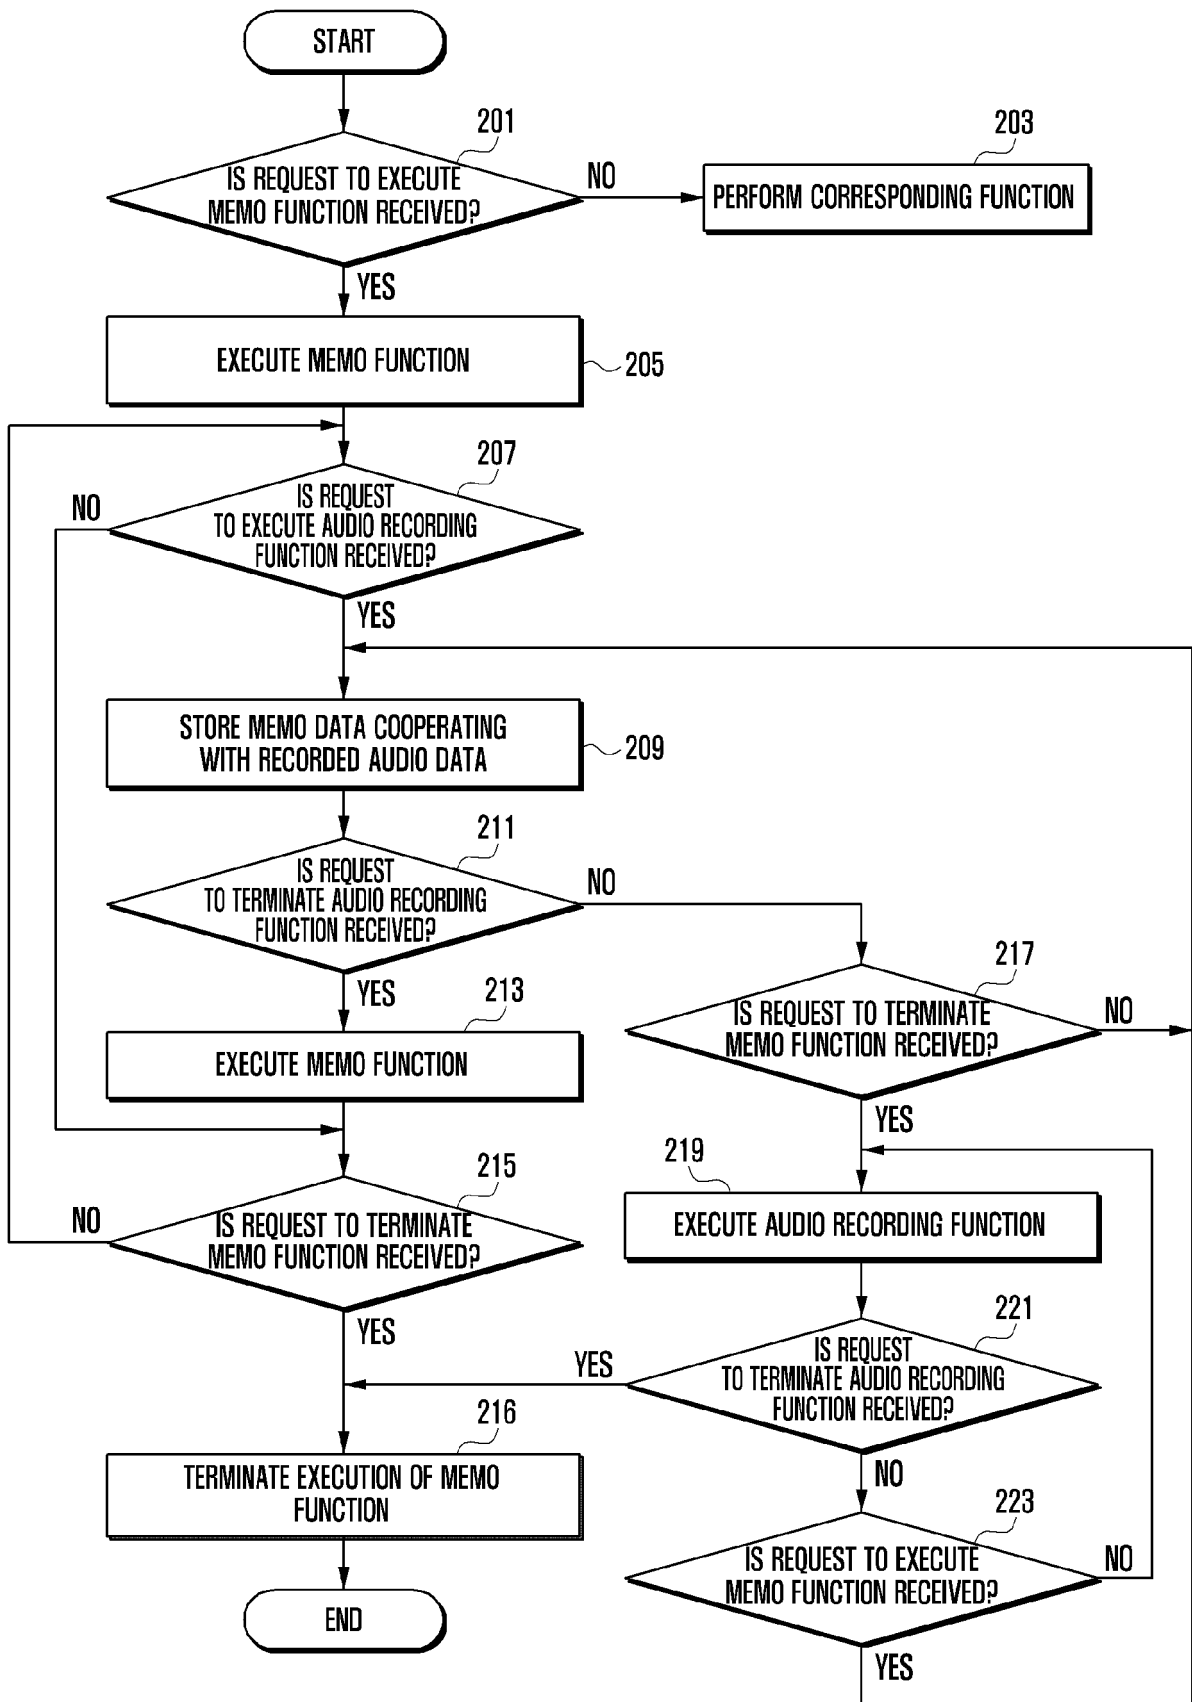 START
201
IS REQUEST TO EXECUTE
MEMO FUNCTION RECEIVED?
NO
203
PERFORM CORRESPONDING FUNCTION
YES
EXECUTE MEMO FUNCTION
205
207
IS REQUEST
TO EXECUTE AUDIO RECORDING
FUNCTION RECEIVED?
NO
YES
STORE MEMO DATA COOPERATING
WITH RECORDED AUDIO DATA
209
211
IS REQUEST
TO TERMINATE AUDIO RECORDING
FUNCTION RECEIVED?
NO
YES
213
EXECUTE MEMO FUNCTION
217
IS REQUEST TO TERMINATE
MEMO FUNCTION RECEIVED?
NO
YES
215
IS REQUEST TO TERMINATE
MEMO FUNCTION RECEIVED?
NO
YES
219
EXECUTE AUDIO RECORDING FUNCTION
221
IS REQUEST
TO TERMINATE AUDIO RECORDING
FUNCTION RECEIVED?
YES
NO
216
TERMINATE EXECUTION OF MEMO
FUNCTION
223
IS REQUEST TO EXECUTE
MEMO FUNCTION RECEIVED?
NO
YES
END